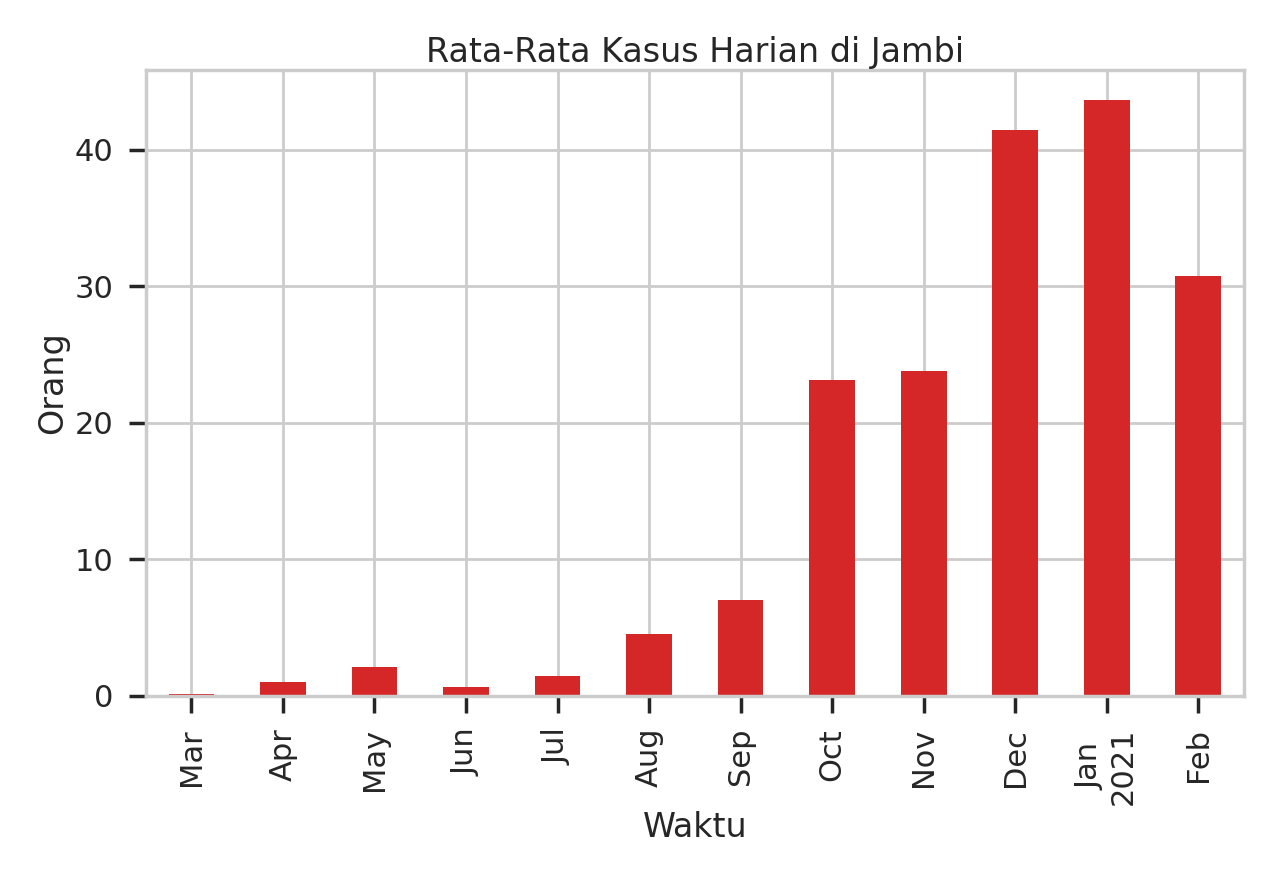 Rata-Rata Kasus Harian di Jambi
Orang
40
30
20
10
0
Mar
Apr
May
Jun
Jul
Aug
Sep
Oct
Nov
Dec
Jan
2021
Feb
Waktu